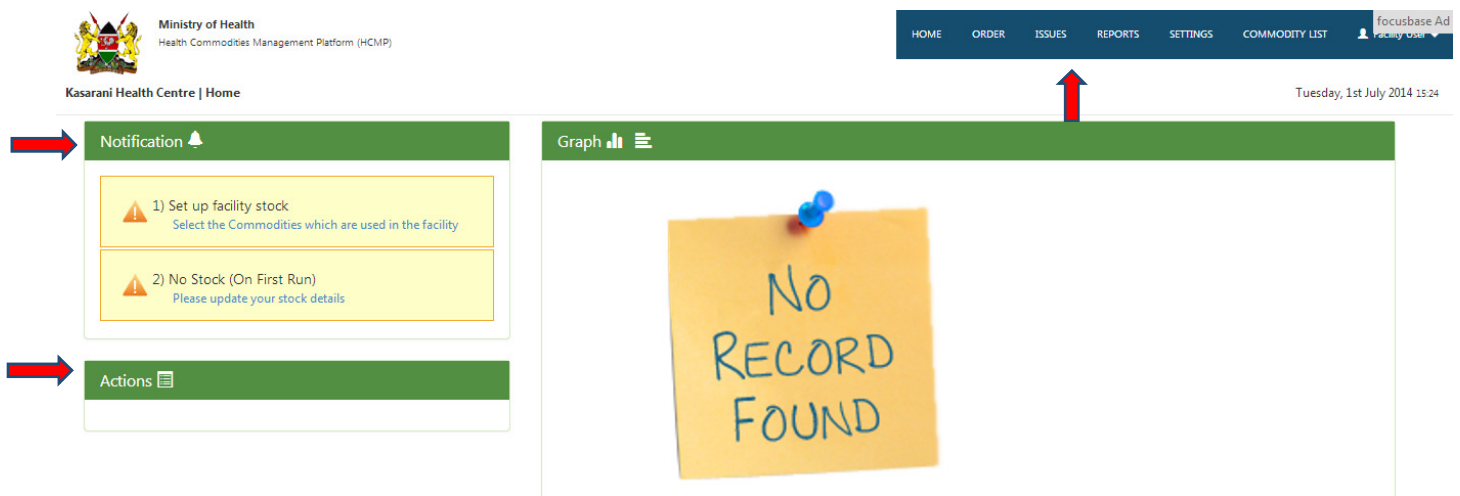 Ministry of Health
Health Commodities Management Platform (HCMP)
HOME ORDER ISSUES REPORTS SETTINGS COMMODITY LIST Facility User
focusbase Ad
Kasarani Health Centre | Home
Tuesday, 1st July 2014 15:24
Notification
1) Set up facility stock
Select the Commodities which are used in the facility
2) No Stock (On First Run)
Please update your stock details
Actions
Graph
NO
RECORD
FOUND